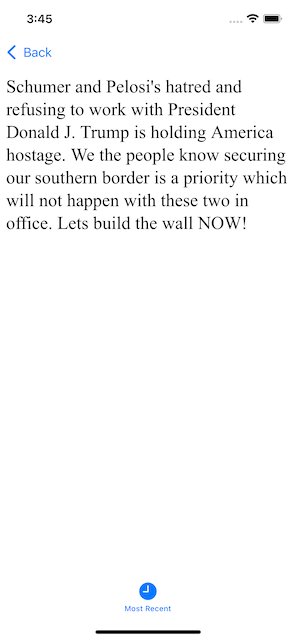 3:45
Back
Schumer and Pelosi's hatred and
refusing to work with President
Donald J. Trump is holding America
hostage. We the people know securing
our southern border is a priority which
will not happen with these two in
office. Lets build the wall NOW!
Most Recent